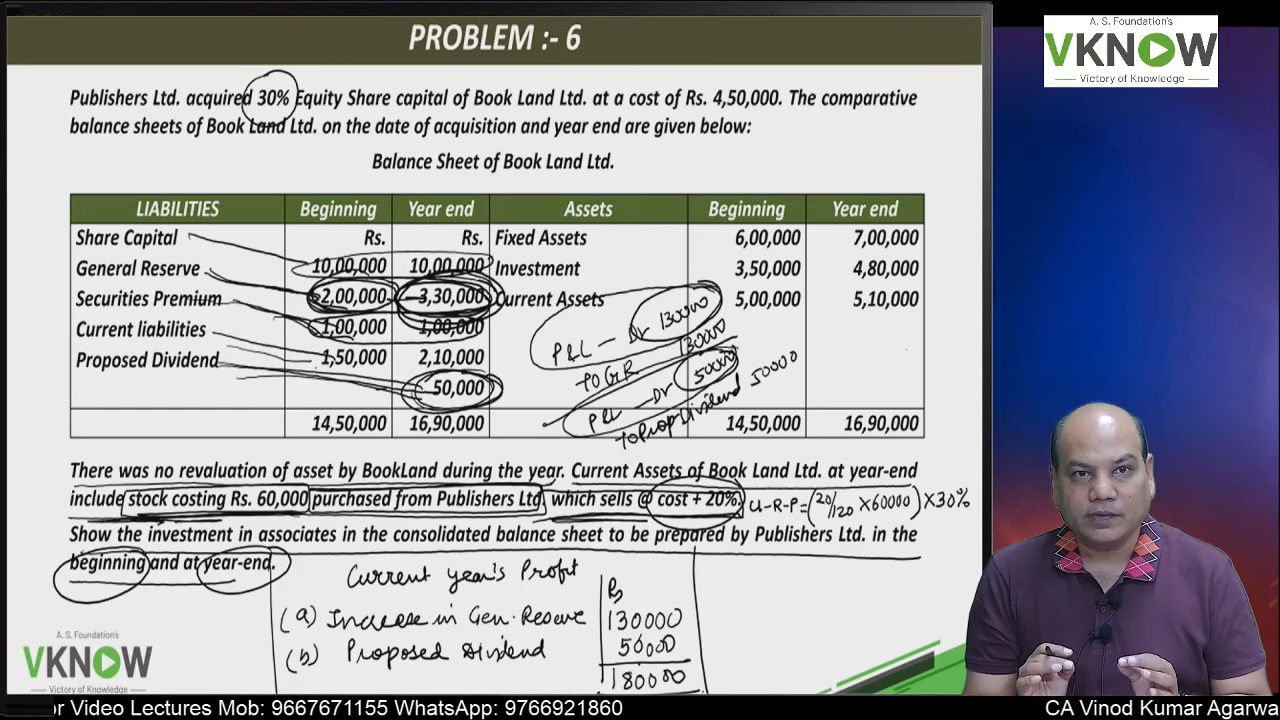 PROBLEM :- 6
A. S. Foundation's
VKNOW
Victory of Knowledge
Publishers Ltd. acquired 30% Equity Share capital of Book Land Ltd. at a cost of Rs. 4,50,000. The comparative
balance sheets of Book Land Ltd. on the date of acquisition and year end are given below:
Balance Sheet of Book Land Ltd.
LIABILITIES Beginning Year end Assets Beginning Year end
Share Capital Rs. Rs. Fixed Assets 6,00,000 7,00,000
General Reserve 10,00,000 10,00,000 Investment 3,50,000 4,80,000
Securities Premium 2,00,000 3,30,000 Current Assets 5,00,000 5,10,000
Current liabilities 1,00,000 1,00,000
Proposed Dividend 1,50,000 2,10,000
50,000
14,50,000 16,90,000 14,50,000 16,90,000
P&L - Dr 130000
TO GR 130000
P&L - Dr 50000
TO Prop Dividend 50000
There was no revaluation of asset by BookLand during the year. Current Assets of Book Land Ltd. at year-end
include stock costing Rs. 60,000 purchased from Publishers Ltd. which sells @ cost + 20%.
U-R-P = (20/120 X 60000) X 30%
Show the investment in associates in the consolidated balance sheet to be prepared by Publishers Ltd. in the
beginning and at year-end.
Current year's Profit
Rs
(a) Increase in Gen. Reserve 130000
(b) Proposed Dividend 50000
180000
A. S. Foundation's
VKNOW
Victory of Knowledge
or Video Lectures Mob: 9667671155 WhatsApp: 9766921860
CA Vinod Kumar Agarwa